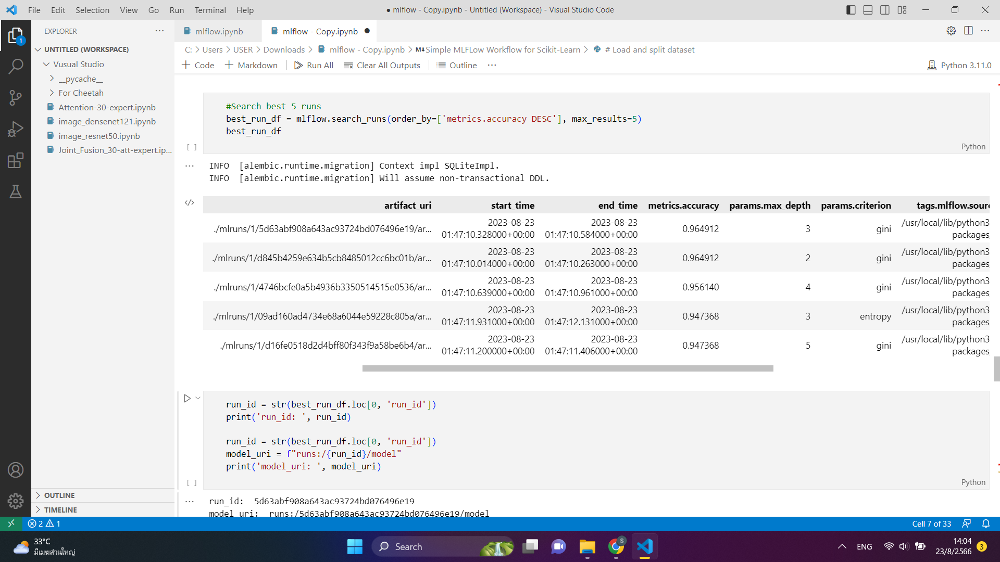 File Edit Selection View Go Run Terminal Help
● mlflow - Copy.ipynb - Untitled (Workspace) - Visual Studio Code
EXPLORER
UNTITLED (WORKSPACE)
Vusual Studio
__pycache__
For Cheetah
Attention-30-expert.ipynb
image_densenet121.ipynb
image_resnet50.ipynb
Joint_Fusion_30-att-expert.ip...
OUTLINE
TIMELINE
1
mlflow.ipynb
mlflow - Copy.ipynb ●
C: > Users > USER > Downloads > mlflow - Copy.ipynb > M↓Simple MLFLow Workflow for Scikit-Learn > # Load and split dataset
+ Code + Markdown Run All Clear All Outputs Outline ... Python 3.11.0
#Search best 5 runs
best_run_df = mlflow.search_runs(order_by=['metrics.accuracy DESC'], max_results=5)
best_run_df
[ ] Python
INFO  [alembic.runtime.migration] Context impl SQLiteImpl.
INFO  [alembic.runtime.migration] Will assume non-transactional DDL.
artifact_uri start_time end_time metrics.accuracy params.max_depth params.criterion tags.mlflow.sourc
./mlruns/1/5d63abf908a643ac93724bd076496e19/ar... 2023-08-23 01:47:10.328000+00:00 2023-08-23 01:47:10.584000+00:00 0.964912 3 gini /usr/local/lib/python3 packages
./mlruns/1/d845b4259e634b5cb8485012cc6bc01b/ar... 2023-08-23 01:47:10.014000+00:00 2023-08-23 01:47:10.263000+00:00 0.964912 2 gini /usr/local/lib/python3 packages
./mlruns/1/4746bcfe0a5b4936b3350514515e0536/ar... 2023-08-23 01:47:10.639000+00:00 2023-08-23 01:47:10.961000+00:00 0.956140 4 gini /usr/local/lib/python3 packages
./mlruns/1/09ad160ad4734e68a6044e59228c805a/ar... 2023-08-23 01:47:11.931000+00:00 2023-08-23 01:47:12.131000+00:00 0.947368 3 entropy /usr/local/lib/python3 packages
./mlruns/1/d16fe0518d2d4bff80f343f9a58be6b4/ar... 2023-08-23 01:47:11.200000+00:00 2023-08-23 01:47:11.406000+00:00 0.947368 5 gini /usr/local/lib/python3 packages
run_id = str(best_run_df.loc[0, 'run_id'])
print('run_id: ', run_id)
run_id = str(best_run_df.loc[0, 'run_id'])
model_uri = f"runs:/{run_id}/model"
print('model_uri: ', model_uri)
[ ] Python
run_id:  5d63abf908a643ac93724bd076496e19
model_uri:  runs:/5d63abf908a643ac93724bd076496e19/model
2 1
Cell 7 of 33
33°C
มีเมฆส่วนใหญ่
Search
S
ENG
14:04
23/8/2566
3